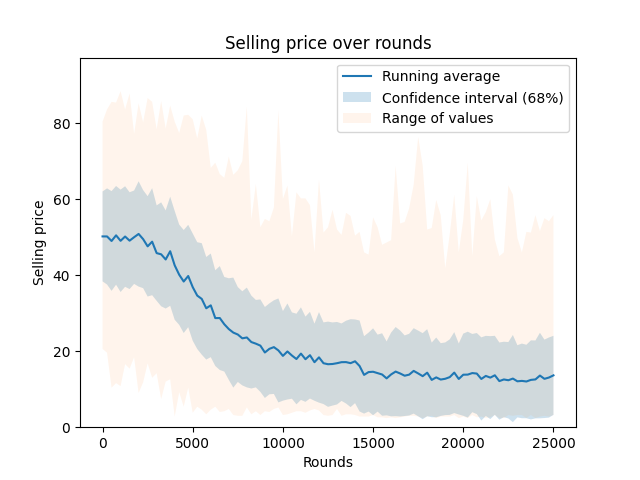 Selling price over rounds
Running average
Confidence interval (68%)
Range of values
80
60
40
20
0
Selling price
0 5000 10000 15000 20000 25000
Rounds